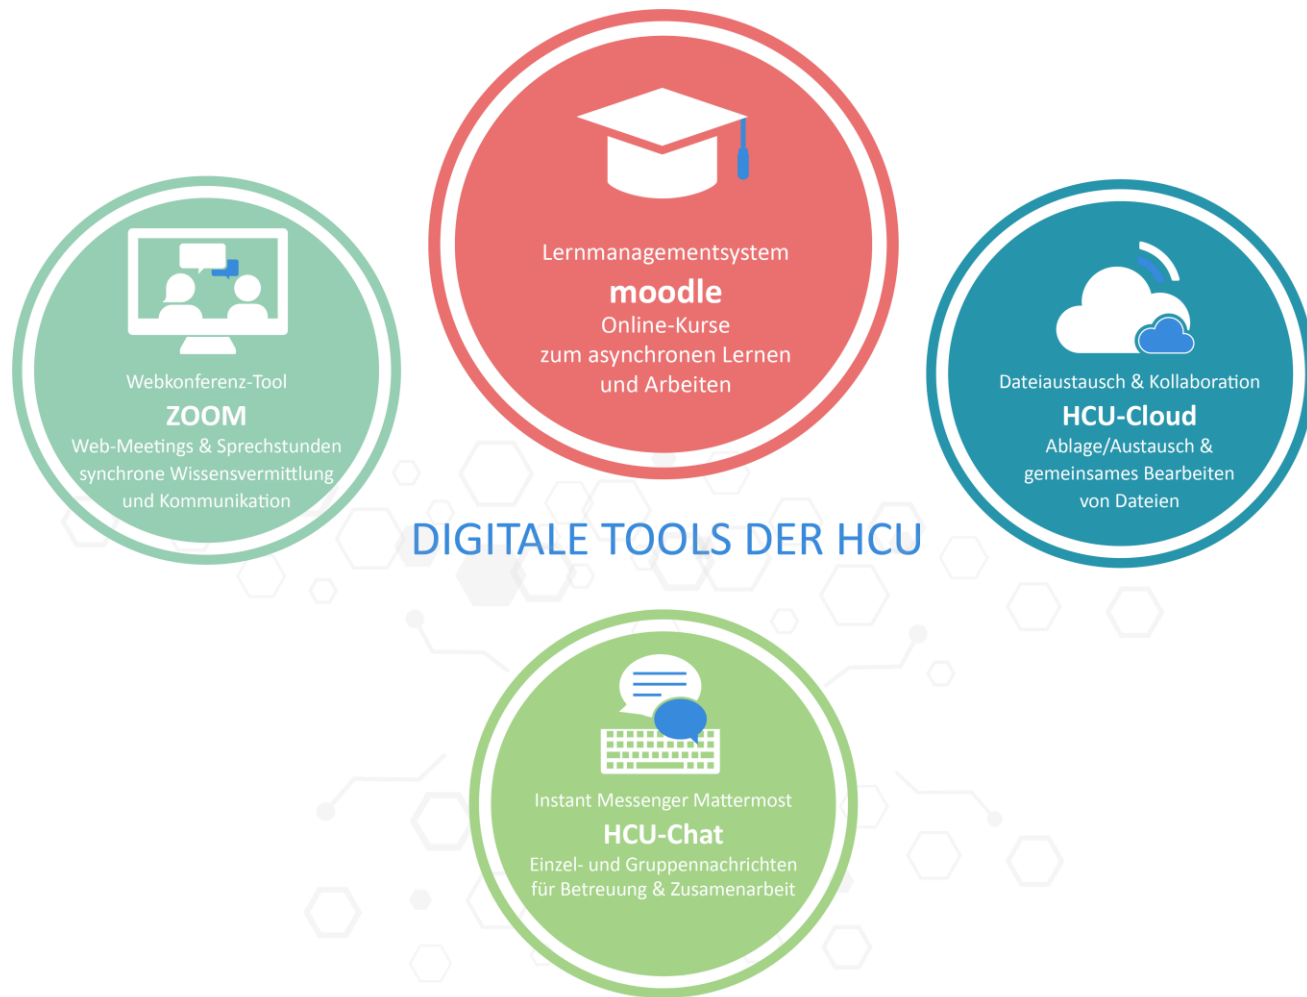 Lernmanagementsystem
moodle
Online-Kurse
zum asynchronen Lernen
und Arbeiten
Webkonferenz-Tool
ZOOM
Web-Meetings & Sprechstunden
synchrone Wissensvermittlung
und Kommunikation
Dateiaustausch & Kollaboration
HCU-Cloud
Ablage/Austausch &
gemeinsames Bearbeiten
von Dateien
DIGITALE TOOLS DER HCU
Instant Messenger Mattermost
HCU-Chat
Einzel- und Gruppennachrichten
für Betreuung & Zusamenarbeit